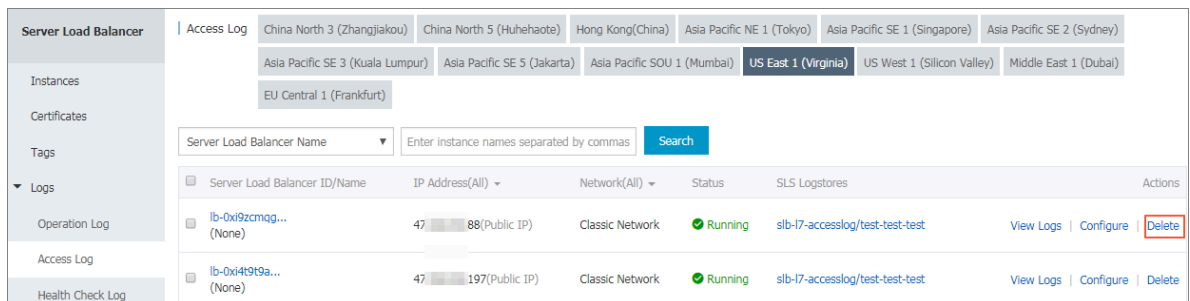 Server Load Balancer
Instances
Certificates
Tags
Logs
Operation Log
Access Log
Health Check Log
Access Log
China North 3 (Zhangjiakou) China North 5 (Huhehaote) Hong Kong(China) Asia Pacific NE 1 (Tokyo) Asia Pacific SE 1 (Singapore) Asia Pacific SE 2 (Sydney)
Asia Pacific SE 3 (Kuala Lumpur) Asia Pacific SE 5 (Jakarta) Asia Pacific SOU 1 (Mumbai) US East 1 (Virginia) US West 1 (Silicon Valley) Middle East 1 (Dubai)
EU Central 1 (Frankfurt)
Server Load Balancer Name Enter instance names separated by commas Search
Server Load Balancer ID/Name IP Address(All) Network(All) Status SLS Logstores Actions
lb-0xi9zcmqg... 47 88(Public IP) Classic Network Running slb-l7-accesslog/test-test-test View Logs | Configure | Delete
(None)
lb-0xi4t9t9a... 47 197(Public IP) Classic Network Running slb-l7-accesslog/test-test-test View Logs | Configure | Delete
(None)